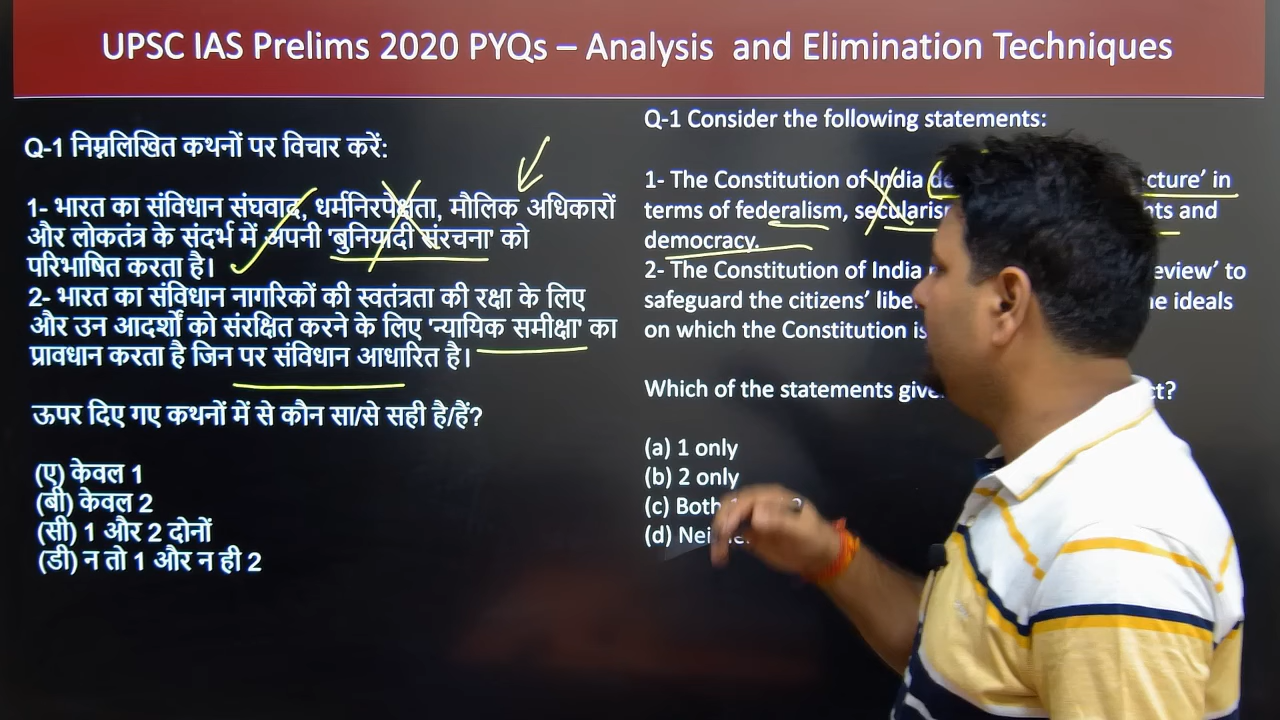 UPSC IAS Prelims 2020 PYQs – Analysis and Elimination Techniques
Q-1 निम्नलिखित कथनों पर विचार करें:
1- भारत का संविधान संघवाद, धर्मनिरपेक्षता, मौलिक अधिकारों
और लोकतंत्र के संदर्भ में अपनी 'बुनियादी संरचना' को
परिभाषित करता है।
2- भारत का संविधान नागरिकों की स्वतंत्रता की रक्षा के लिए
और उन आदर्शों को संरक्षित करने के लिए 'न्यायिक समीक्षा' का
प्रावधान करता है जिन पर संविधान आधारित है।
ऊपर दिए गए कथनों में से कौन सा/से सही है/हैं?
(ए) केवल 1
(बी) केवल 2
(सी) 1 और 2 दोनों
(डी) न तो 1 और न ही 2
Q-1 Consider the following statements:
1- The Constitution of India in
terms of federalism, and
democracy.
2- The Constitution of India to
safeguard the citizens’ ideals
on which the Constitution is
Which of the statements
(a) 1 only
(b) 2 only
(c) Both
(d)